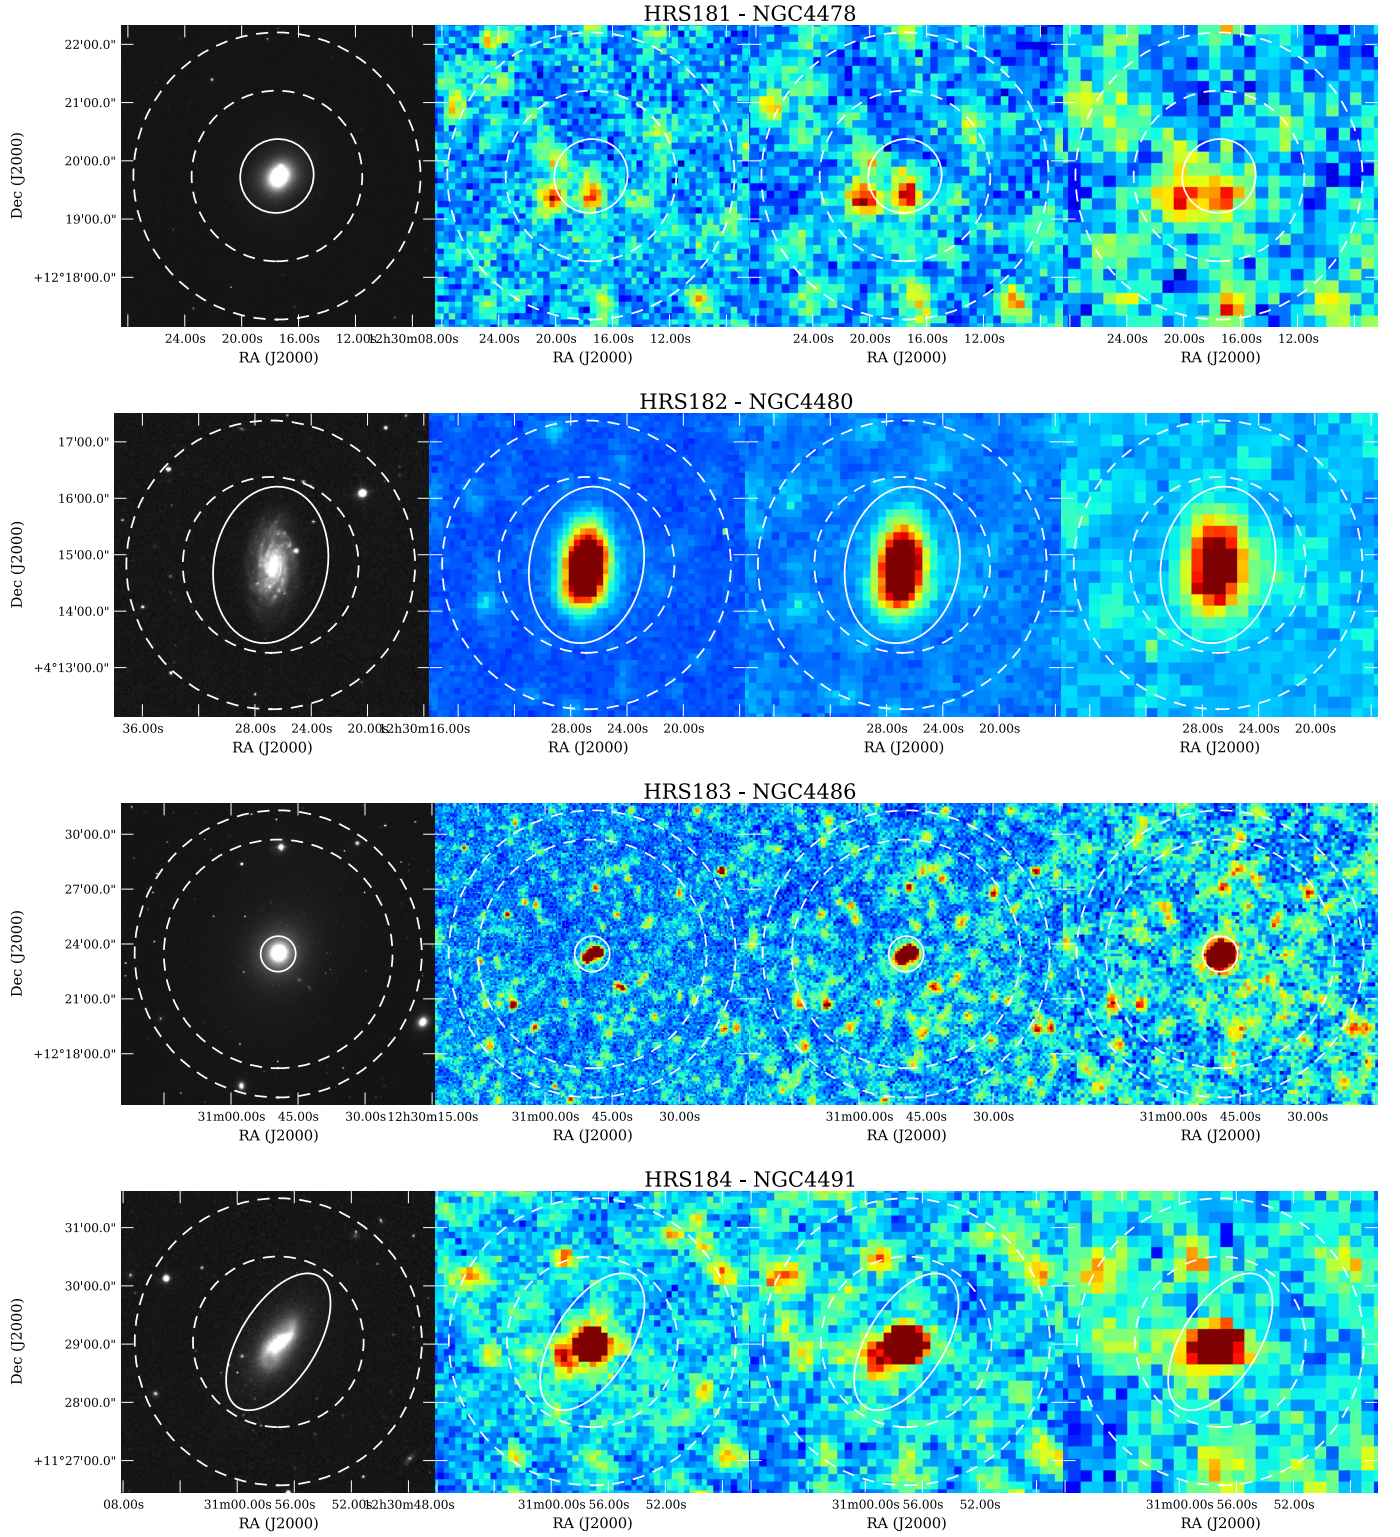 HRS181 - NGC4478
22'00.0"
21'00.0"
20'00.0"
19'00.0"
+12°18'00.0"
Dec (J2000)
24.00s 20.00s 16.00s 12.00s 12h30m08.00s 24.00s 20.00s 16.00s 12.00s 24.00s 20.00s 16.00s 12.00s 24.00s 20.00s 16.00s 12.00s
RA (J2000) RA (J2000) RA (J2000) RA (J2000)
HRS182 - NGC4480
17'00.0"
16'00.0"
15'00.0"
14'00.0"
+4°13'00.0"
Dec (J2000)
36.00s 28.00s 24.00s 20.00s 12h30m16.00s 28.00s 24.00s 20.00s 28.00s 24.00s 20.00s 28.00s 24.00s 20.00s
RA (J2000) RA (J2000) RA (J2000) RA (J2000)
HRS183 - NGC4486
30'00.0"
27'00.0"
24'00.0"
21'00.0"
+12°18'00.0"
Dec (J2000)
31m00.00s 45.00s 30.00s 12h30m15.00s 31m00.00s 45.00s 30.00s 31m00.00s 45.00s 30.00s 31m00.00s 45.00s 30.00s
RA (J2000) RA (J2000) RA (J2000) RA (J2000)
HRS184 - NGC4491
31'00.0"
30'00.0"
29'00.0"
28'00.0"
+11°27'00.0"
Dec (J2000)
08.00s 31m00.00s 56.00s 52.00s 12h30m48.00s 31m00.00s 56.00s 52.00s 31m00.00s 56.00s 52.00s 31m00.00s 56.00s 52.00s
RA (J2000) RA (J2000) RA (J2000) RA (J2000)